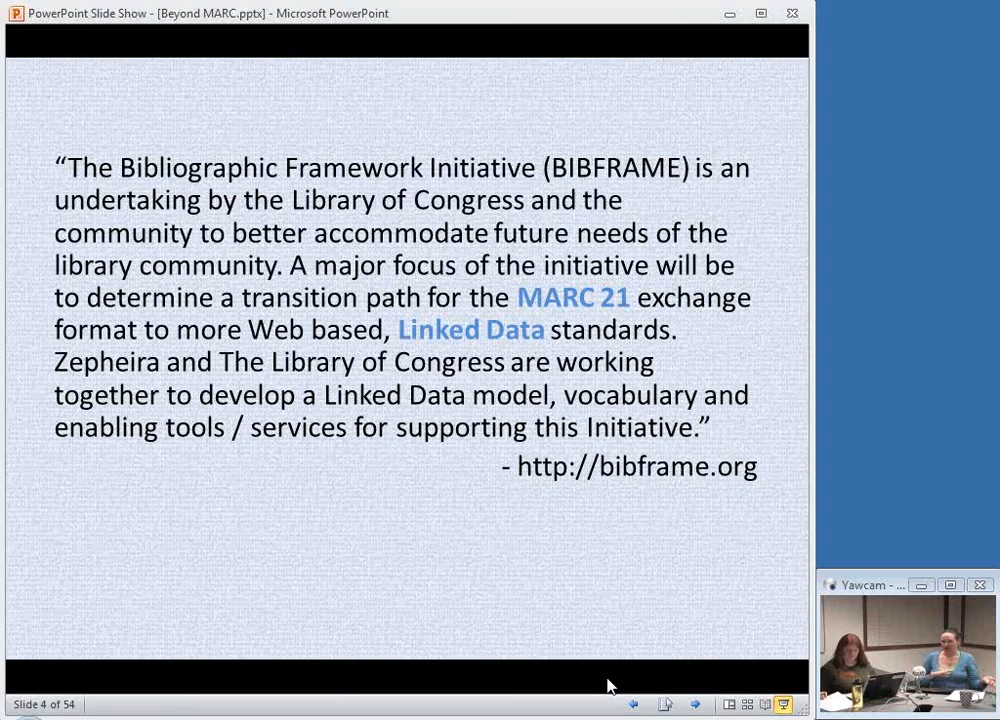 PowerPoint Slide Show - [Beyond MARC.pptx] - Microsoft PowerPoint
“The Bibliographic Framework Initiative (BIBFRAME) is an
undertaking by the Library of Congress and the
community to better accommodate future needs of the
library community. A major focus of the initiative will be
to determine a transition path for the MARC 21 exchange
format to more Web based, Linked Data standards.
Zepheira and The Library of Congress are working
together to develop a Linked Data model, vocabulary and
enabling tools / services for supporting this Initiative.”
- http://bibframe.org
Yawcam - ...
Slide 4 of 54